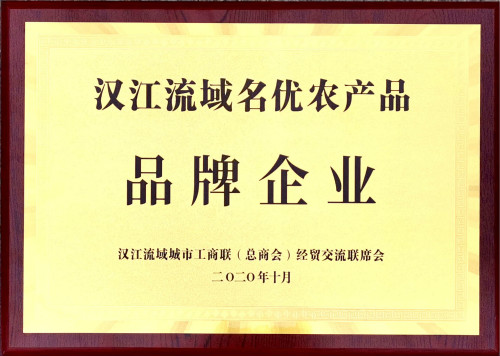 汉江流域名优农产品
品牌企业
汉江流域城市工商联（总商会）经贸交流联席会
二〇二〇年十月